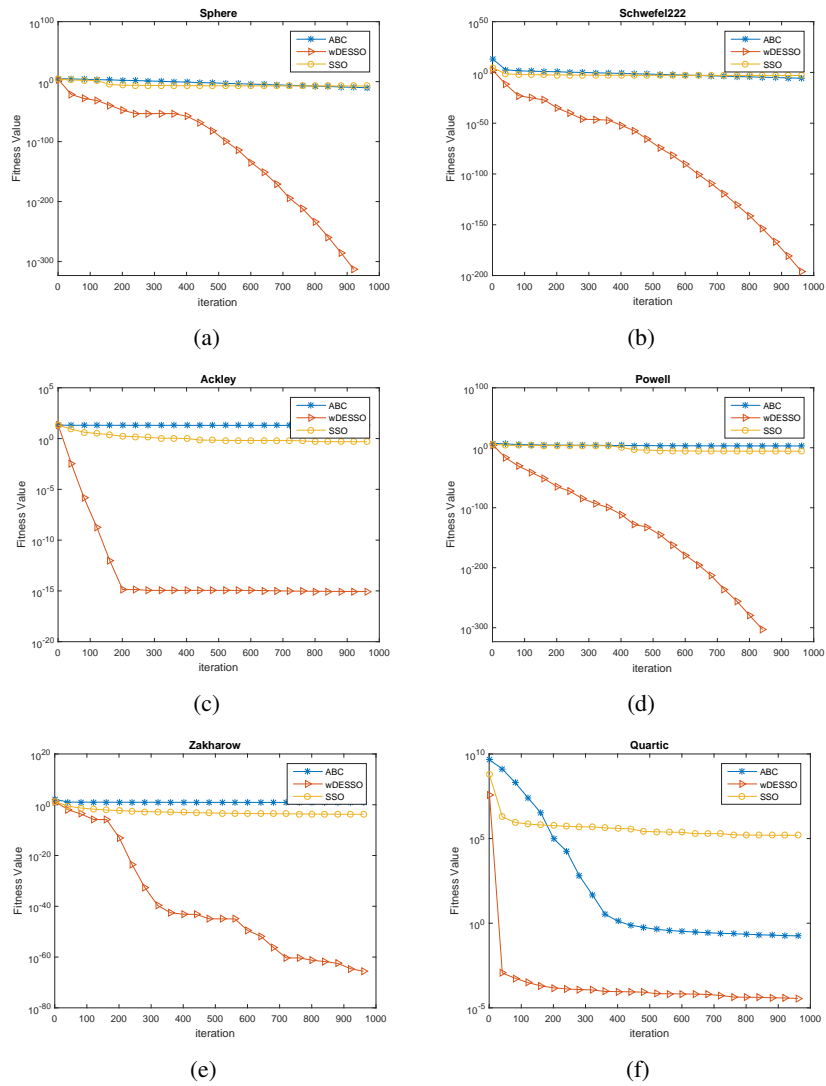 Sphere
10^100
10^0
10^-100
10^-200
10^-300
Fitness Value
0 100 200 300 400 500 600 700 800 900 1000
iteration
ABC
wDESSO
SSO
(a)
Schwefel222
10^50
10^0
10^-50
10^-100
10^-150
10^-200
Fitness Value
0 100 200 300 400 500 600 700 800 900 1000
iteration
ABC
wDESSO
SSO
(b)
Ackley
10^5
10^0
10^-5
10^-10
10^-15
10^-20
Fitness Value
0 100 200 300 400 500 600 700 800 900 1000
iteration
ABC
wDESSO
SSO
(c)
Powell
10^100
10^0
10^-100
10^-200
10^-300
Fitness Value
0 100 200 300 400 500 600 700 800 900 1000
iteration
ABC
wDESSO
SSO
(d)
Zakharow
10^20
10^0
10^-20
10^-40
10^-60
10^-80
Fitness Value
0 100 200 300 400 500 600 700 800 900 1000
iteration
ABC
wDESSO
SSO
(e)
Quartic
10^10
10^5
10^0
10^-5
Fitness Value
0 100 200 300 400 500 600 700 800 900 1000
iteration
ABC
wDESSO
SSO
(f)